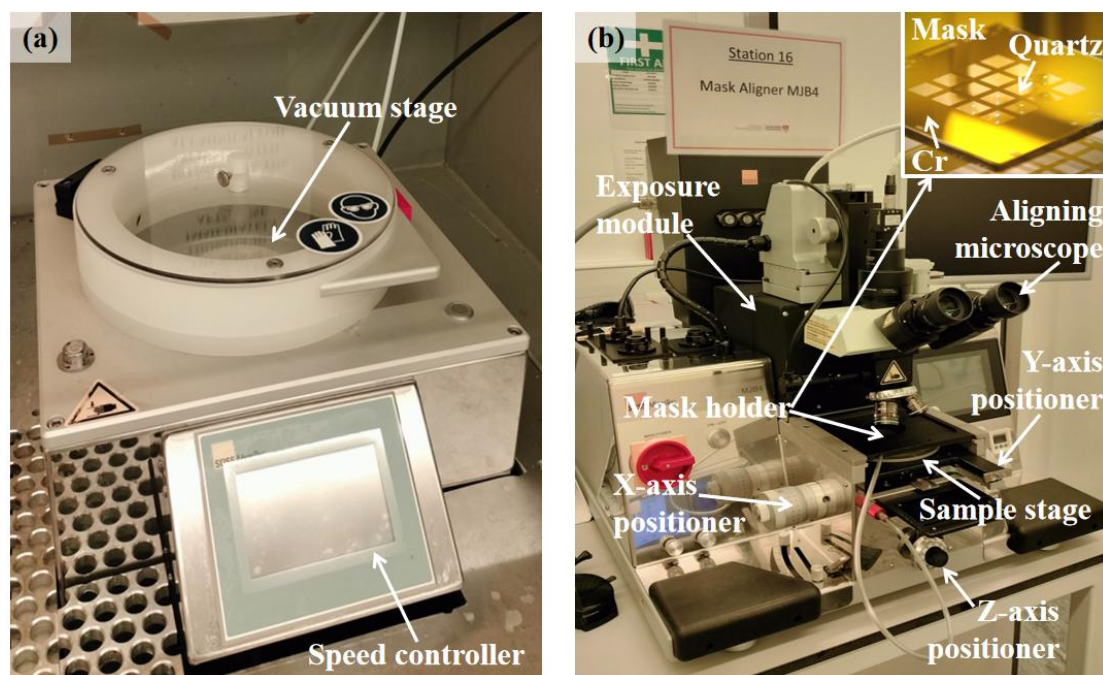 (a)
Vacuum stage
Speed controller
(b)
Station 16
Mask Aligner MJB4
FIRST A
Mask
Quartz
Cr
Exposure
module
Aligning
microscope
Y-axis
positioner
MJB4
Mask holder
X-axis
positioner
Sample stage
Z-axis
positioner